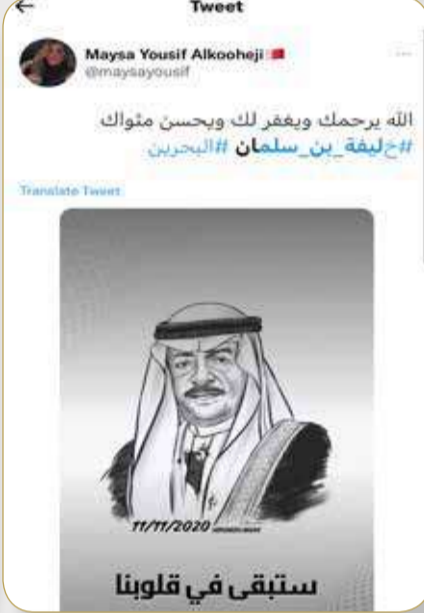 Tweet
Maysa Yousif Alkooheji
@maysayousif
الله يرحمك ويغفر لك ويحسن مثواك
#خليفة_بن_سلمان #البحرين
Translate Tweet
11/11/2020
ستبقى في قلوبنا